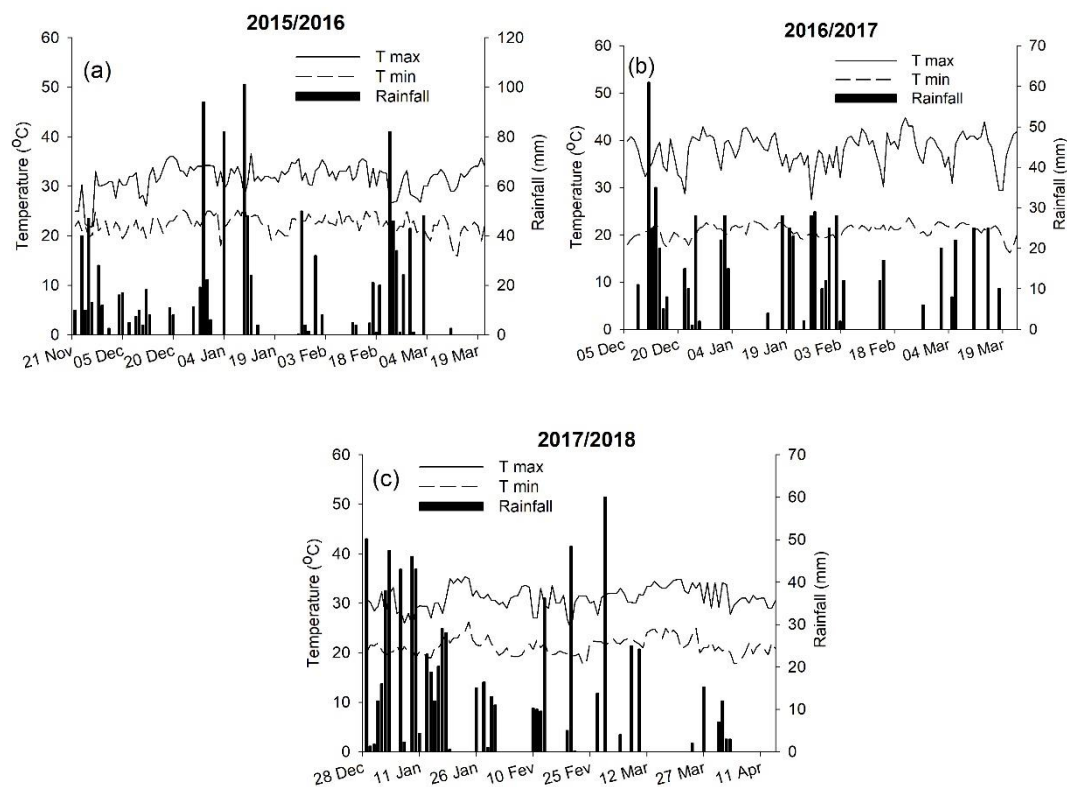 2015/2016
(a)
T max
T min
Rainfall
Temperature (°C)
Rainfall (mm)
60
50
40
30
20
10
0
120
100
80
60
40
20
0
21 Nov
05 Dec
20 Dec
04 Jan
19 Jan
03 Feb
18 Feb
04 Mar
19 Mar
2016/2017
(b)
T max
T min
Rainfall
Temperature (°C)
Rainfall (mm)
60
50
40
30
20
10
0
70
60
50
40
30
20
10
0
05 Dec
20 Dec
04 Jan
19 Jan
03 Feb
18 Feb
04 Mar
19 Mar
2017/2018
(c)
T max
T min
Rainfall
Temperature (°C)
Rainfall (mm)
60
50
40
30
20
10
0
70
60
50
40
30
20
10
0
28 Dec
11 Jan
26 Jan
10 Fev
25 Fev
12 Mar
27 Mar
11 Apr